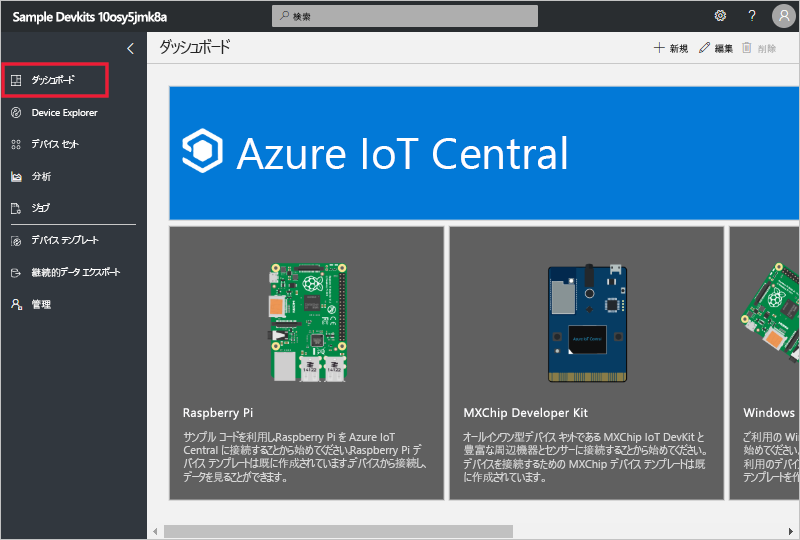 Sample Devkits 10osy5jmk8a
検索
?
ダッシュボード
Device Explorer
デバイス セット
分析
ジョブ
デバイス テンプレート
継続的データ エクスポート
管理
ダッシュボード
新規
編集
削除
Azure IoT Central
Raspberry Pi
サンプル コードを利用し、Raspberry Pi を Azure IoT
Central に接続することから始めてください。Raspberry Pi デ
バイス テンプレートは既に作成されています。デバイスから接続し、
データを見ることができます。
Azure IoT Central
MXChip Developer Kit
オールインワン型デバイス キットである MXChip IoT DevKit と
豊富な周辺機器とセンサーに接続することから始めてください。
デバイスを接続するための MXChip デバイス テンプレートは既
に作成されています。
Windows
ご利用の Wi
始めてください。
利用のデバイ
テンプレートを作